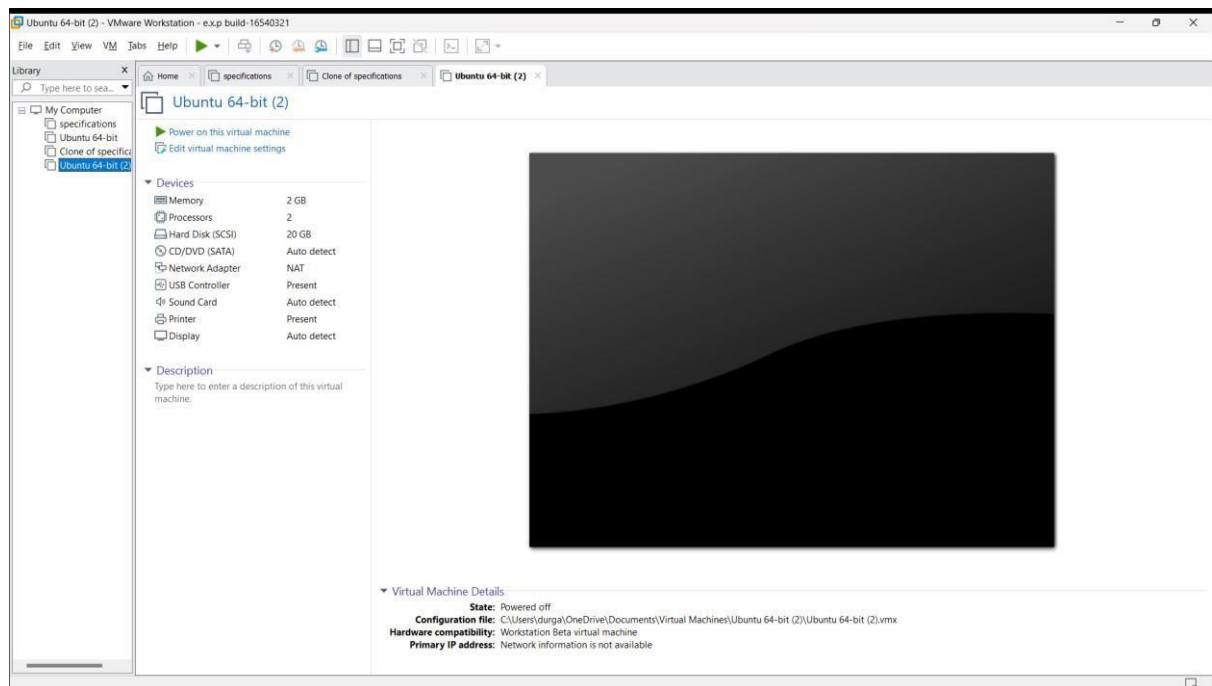 Ubuntu 64-bit (2) - VMware Workstation - e.x.p build-16540321
File Edit View VM Tabs Help
Library X
Type here to sea...
My Computer
specifications
Ubuntu 64-bit
Clone of specifica
Ubuntu 64-bit (2)
Home specifications Clone of specifications Ubuntu 64-bit (2)
Ubuntu 64-bit (2)
Power on this virtual machine
Edit virtual machine settings
Devices
Memory 2 GB
Processors 2
Hard Disk (SCSI) 20 GB
CD/DVD (SATA) Auto detect
Network Adapter NAT
USB Controller Present
Sound Card Auto detect
Printer Present
Display Auto detect
Description
Type here to enter a description of this virtual
machine.
Virtual Machine Details
State: Powered off
Configuration file: C:\Users\durga\OneDrive\Documents\Virtual Machines\Ubuntu 64-bit (2)\Ubuntu 64-bit (2).vmx
Hardware compatibility: Workstation Beta virtual machine
Primary IP address: Network information is not available